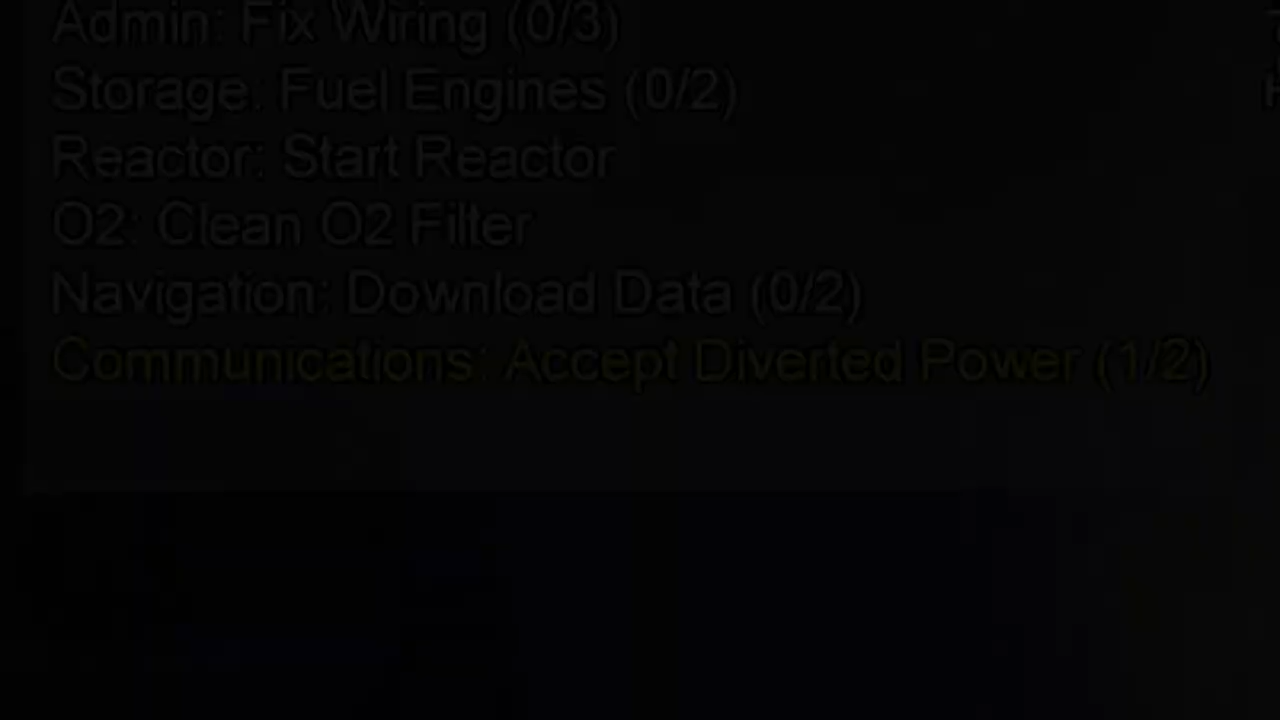 Admin: Fix Wiring (0/3)
Storage: Fuel Engines (0/2)
Reactor: Start Reactor
O2: Clean O2 Filter
Navigation: Download Data (0/2)
Communications: Accept Diverted Power (1/2)